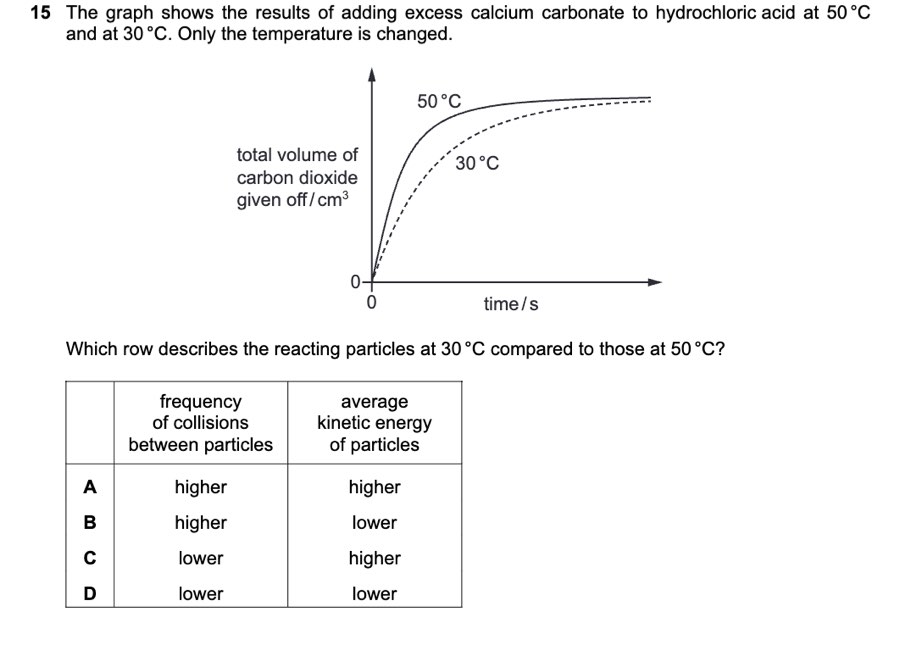 15 The graph shows the results of adding excess calcium carbonate to hydrochloric acid at 50 °C
and at 30 °C. Only the temperature is changed.
50 °C
30 °C
total volume of
carbon dioxide
given off / cm³
0
0
time / s
Which row describes the reacting particles at 30 °C compared to those at 50 °C?
frequency
of collisions
between particles
average
kinetic energy
of particles
A higher higher
B higher lower
C lower higher
D lower lower